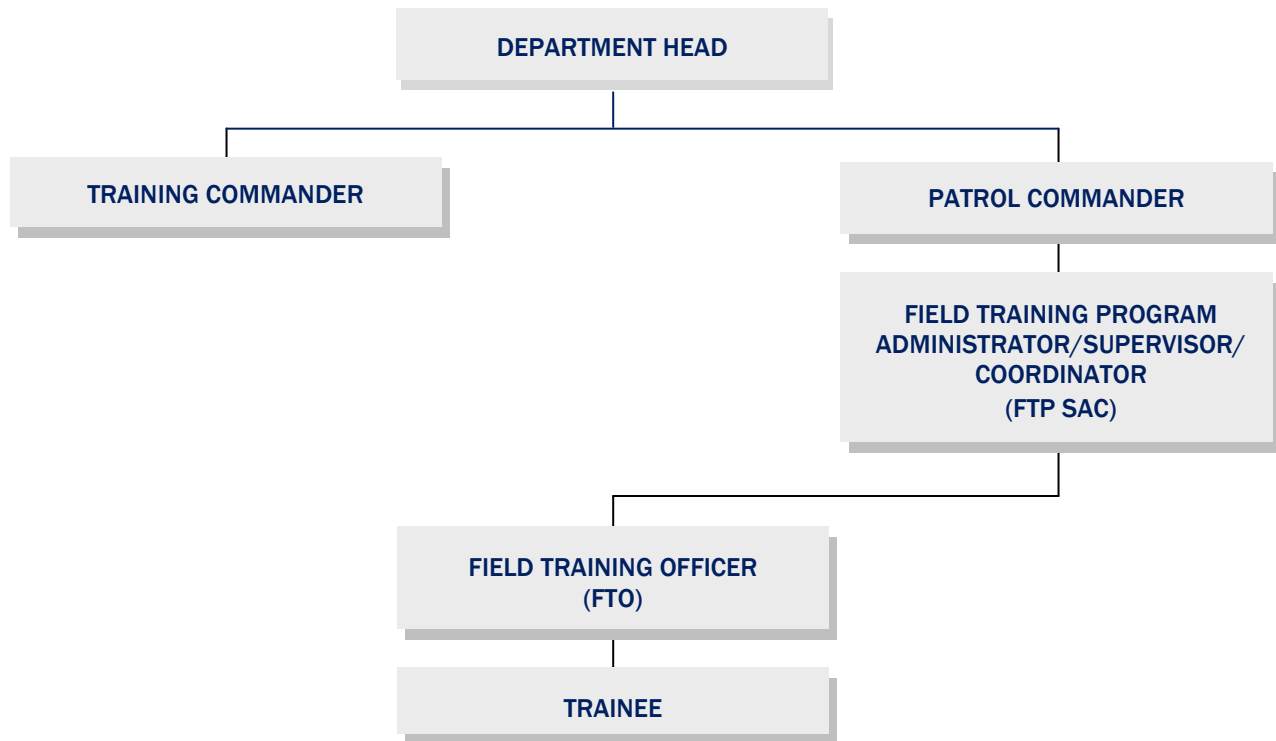 DEPARTMENT HEAD
TRAINING COMMANDER
PATROL COMMANDER
FIELD TRAINING PROGRAM
ADMINISTRATOR/SUPERVISOR/
COORDINATOR
(FTP SAC)
FIELD TRAINING OFFICER
(FTO)
TRAINEE